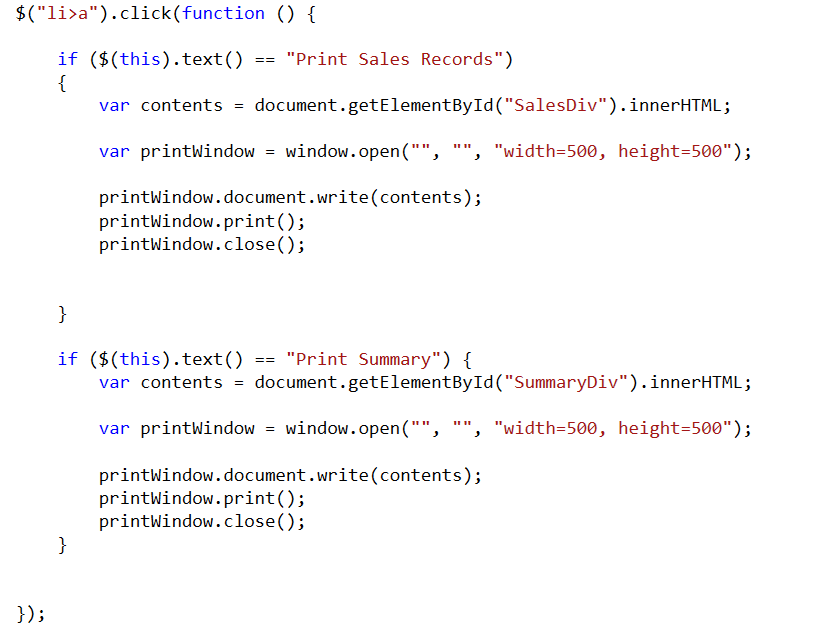 $("li>a").click(function () {
if ($(this).text() == "Print Sales Records")
{
var contents = document.getElementById("SalesDiv").innerHTML;
var printWindow = window.open("", "", "width=500, height=500");
printWindow.document.write(contents);
printWindow.print();
printWindow.close();
}
if ($(this).text() == "Print Summary") {
var contents = document.getElementById("SummaryDiv").innerHTML;
var printWindow = window.open("", "", "width=500, height=500");
printWindow.document.write(contents);
printWindow.print();
printWindow.close();
}
});